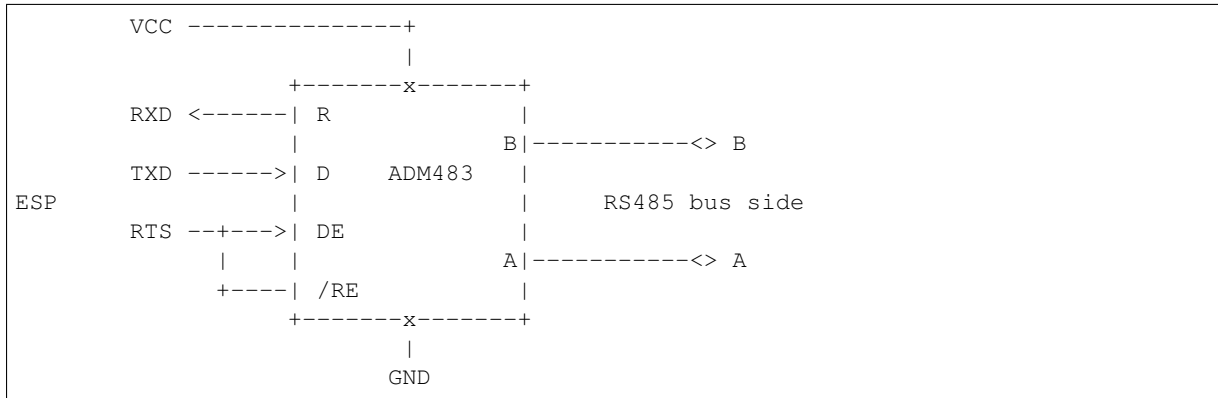 VCC ---------------+
|
+-------x-------+
RXD <------| R |
| B|-----------<> B
TXD ------>| D ADM483 |
ESP | | RS485 bus side
RTS --+--->| DE |
| | A|-----------<> A
+----| /RE |
+-------x-------+
|
GND